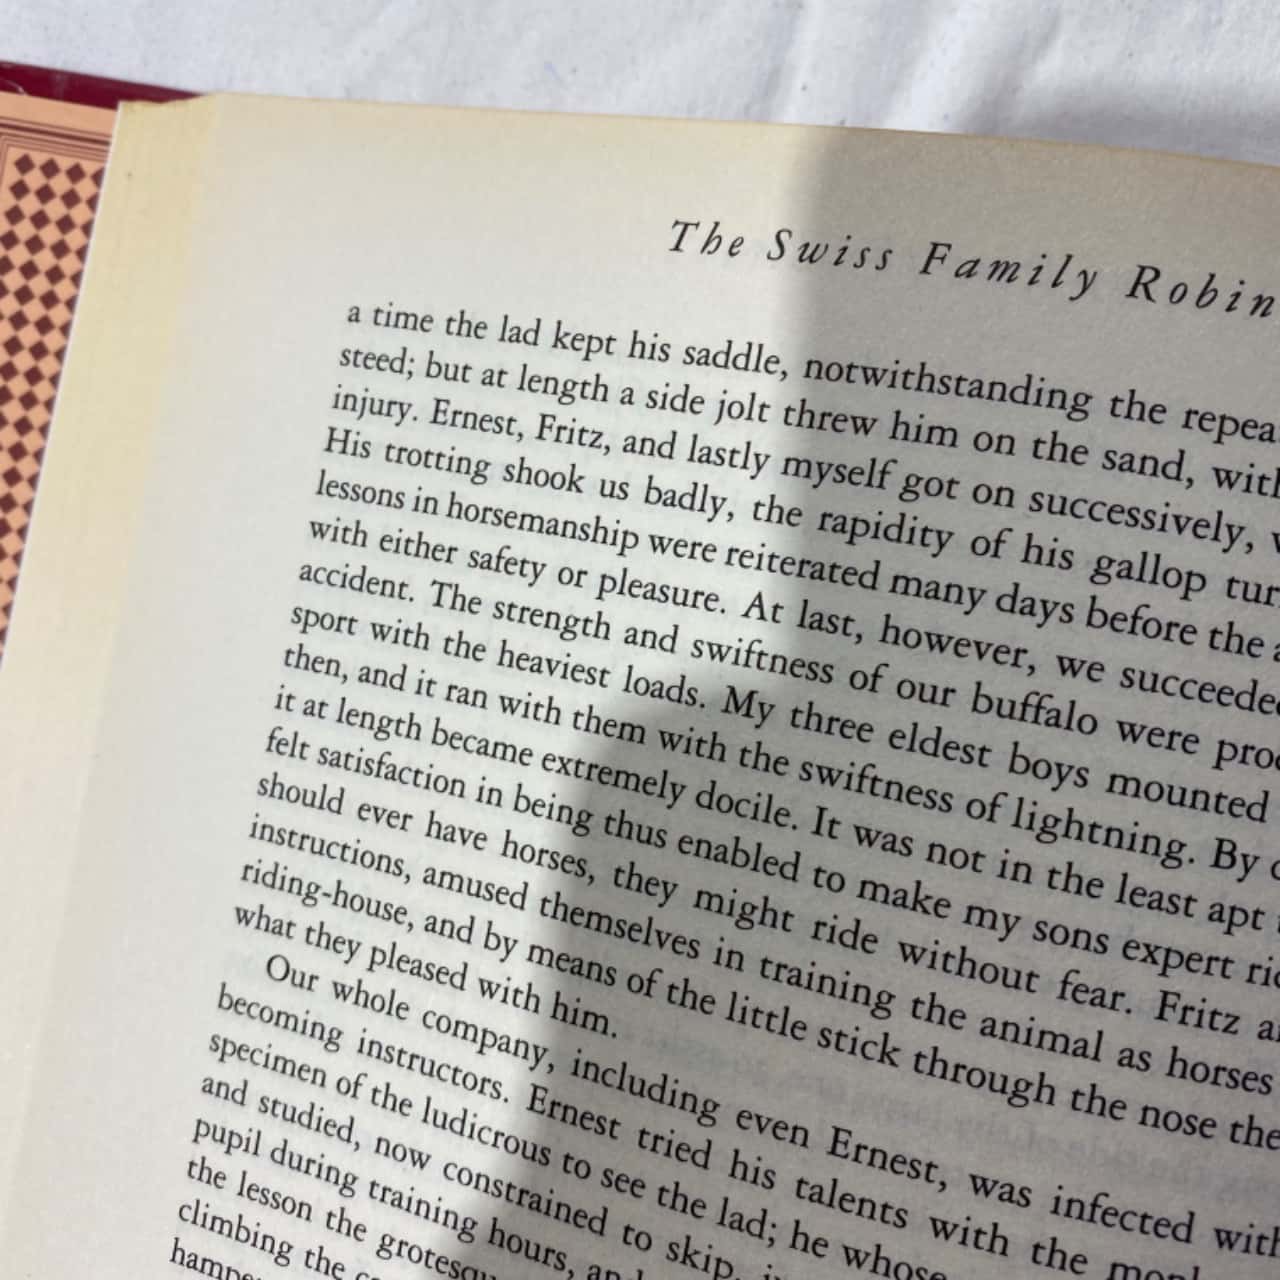 The Swiss Family Robin
a time the lad kept his saddle, notwithstanding the repea
steed; but at length a side jolt threw him on the sand, with
injury. Ernest, Fritz, and lastly myself got on successively,
His trotting shook us badly, the rapidity of his gallop tur
lessons in horsemanship were reiterated many days before the a
with either safety or pleasure. At last, however, we succeede
accident. The strength and swiftness of our buffalo were prod
sport with the heaviest loads. My three eldest boys mounted
then, and it ran with them with the swiftness of lightning. By
it at length became extremely docile. It was not in the least apt
felt satisfaction in being thus enabled to make my sons expert rid
should ever have horses, they might ride without fear. Fritz a
instructions, amused themselves in training the animal as horses
riding-house, and by means of the little stick through the nose the
what they pleased with him.
Our whole company, including even Ernest, was infected with
becoming instructors. Ernest tried his talents with the monk
specimen of the ludicrous to see the lad; he whose
and studied, now constrained to skip,
pupil during training hours, and
the lesson the grotesqu
climbing the
hampe